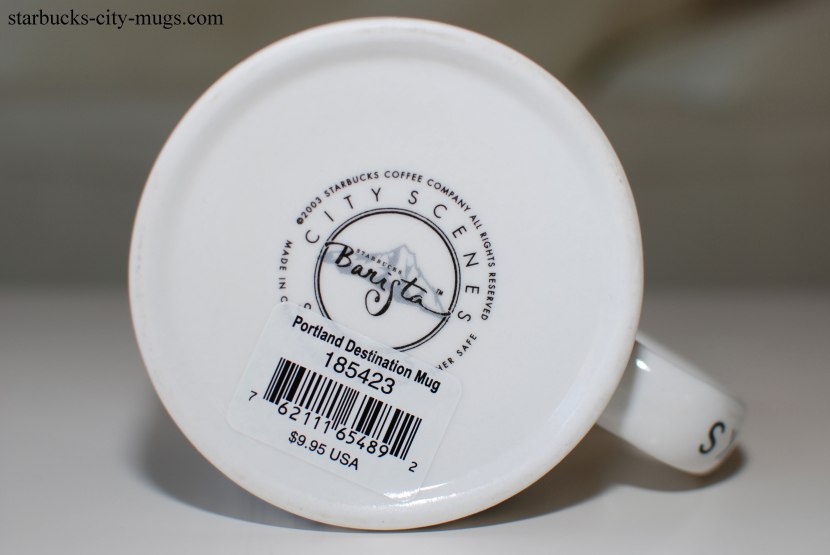 starbucks-city-mugs.com
©2003 STARBUCKS COFFEE COMPANY ALL RIGHTS RESERVED
CITY SCENES
MADE IN
STARBUCKS
Barista™
SAFE
Portland Destination Mug
185423
7 62111 65489 2
$9.95 USA
S